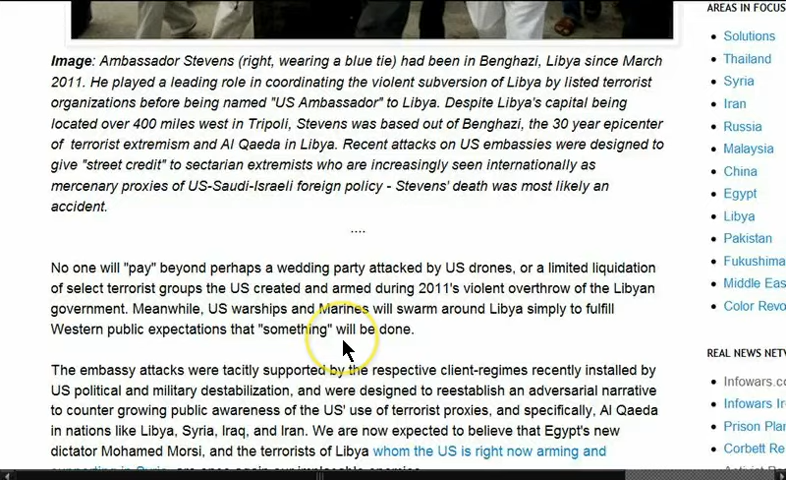 Image: Ambassador Stevens (right, wearing a blue tie) had been in Benghazi, Libya since March
2011. He played a leading role in coordinating the violent subversion of Libya by listed terrorist
organizations before being named "US Ambassador" to Libya. Despite Libya's capital being
located over 400 miles west in Tripoli, Stevens was based out of Benghazi, the 30 year epicenter
of terrorist extremism and Al Qaeda in Libya. Recent attacks on US embassies were designed to
give "street credit" to sectarian extremists who are increasingly seen internationally as
mercenary proxies of US-Saudi-Israeli foreign policy - Stevens' death was most likely an
accident.
....
No one will "pay" beyond perhaps a wedding party attacked by US drones, or a limited liquidation
of select terrorist groups the US created and armed during 2011's violent overthrow of the Libyan
government. Meanwhile, US warships and Marines will swarm around Libya simply to fulfill
Western public expectations that "something" will be done.
The embassy attacks were tacitly supported by the respective client-regimes recently installed by
US political and military destabilization, and were designed to reestablish an adversarial narrative
to counter growing public awareness of the US' use of terrorist proxies, and specifically, Al Qaeda
in nations like Libya, Syria, Iraq, and Iran. We are now expected to believe that Egypt's new
dictator Mohamed Morsi, and the terrorists of Libya whom the US is right now arming and
supporting in Syria, are once again our implacable enemies.
AREAS IN FOCUS
Solutions
Thailand
Syria
Iran
Russia
Malaysia
China
Egypt
Libya
Pakistan
Fukushima
Middle Eas
Color Revo
REAL NEWS NETW
Infowars.co
Infowars Ir
Prison Plan
Corbett Re
Activist Pos